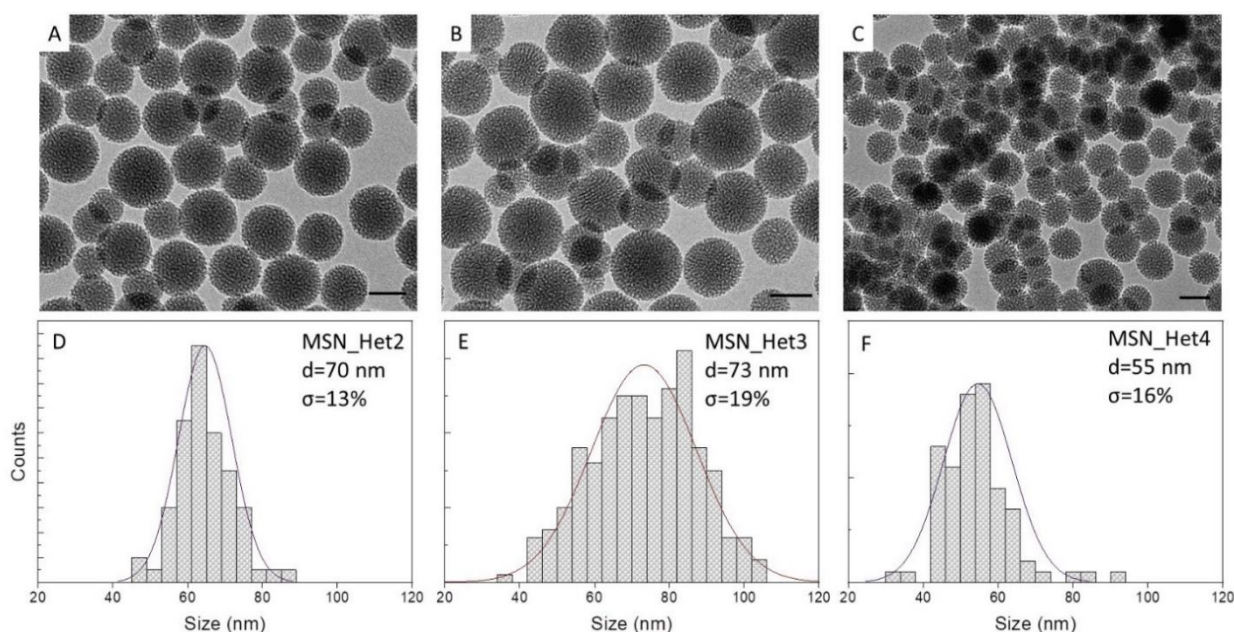 A
B
C
D
MSN_Het2
d=70 nm
σ=13%
E
MSN_Het3
d=73 nm
σ=19%
F
MSN_Het4
d=55 nm
σ=16%
Counts
20 40 60 80 100 120
20 40 60 80 100 120
20 40 60 80 100 120
Size (nm)
Size (nm)
Size (nm)